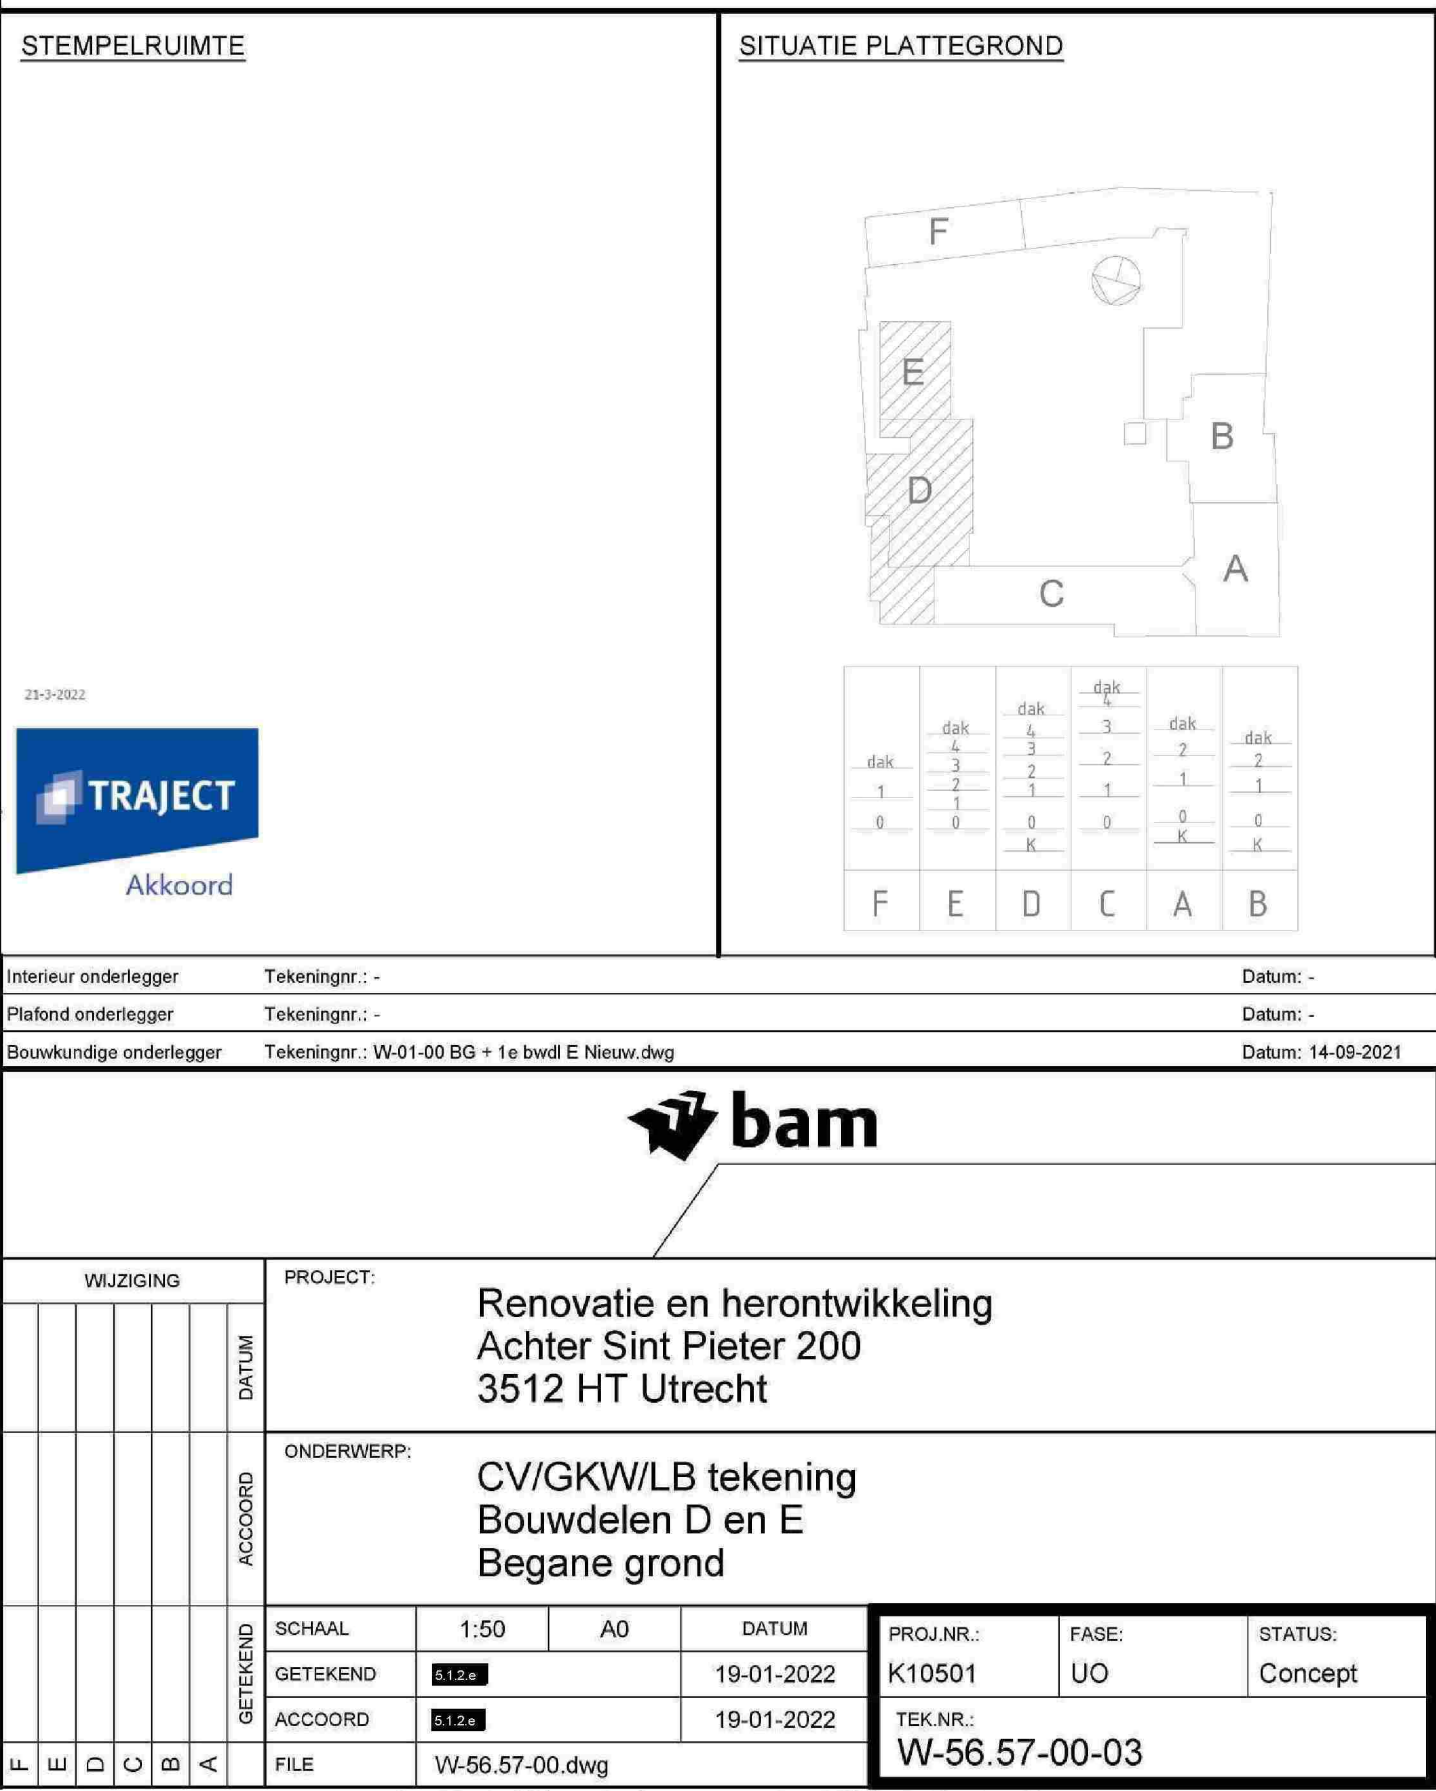 STEMPELRUIMTE
SITUATIE PLATTEGROND
F
E
B
D
A
C
21-3-2022
TRAJECT
Akkoord
dak
1
0
F
dak
4
3
2
1
0
E
dak
4
3
2
1
0
K
D
dak
4
3
2
1
0
C
dak
2
1
0
K
A
dak
2
1
0
K
B
Interieur onderlegger Tekeningnr.: - Datum: -
Plafond onderlegger Tekeningnr.: - Datum: -
Bouwkundige onderlegger Tekeningnr.: W-01-00 BG + 1e bwdl E Nieuw.dwg Datum: 14-09-2021
bam
WIJZIGING
DATUM
ACCOORD
GETEKEND
F E D C B A
PROJECT:
Renovatie en herontwikkeling
Achter Sint Pieter 200
3512 HT Utrecht
ONDERWERP:
CV/GKW/LB tekening
Bouwdelen D en E
Begane grond
SCHAAL 1:50 A0 DATUM
GETEKEND 5.1.2.e 19-01-2022
ACCOORD 5.1.2.e 19-01-2022
FILE W-56.57-00.dwg
PROJ.NR.: FASE: STATUS:
K10501 UO Concept
TEK.NR.:
W-56.57-00-03